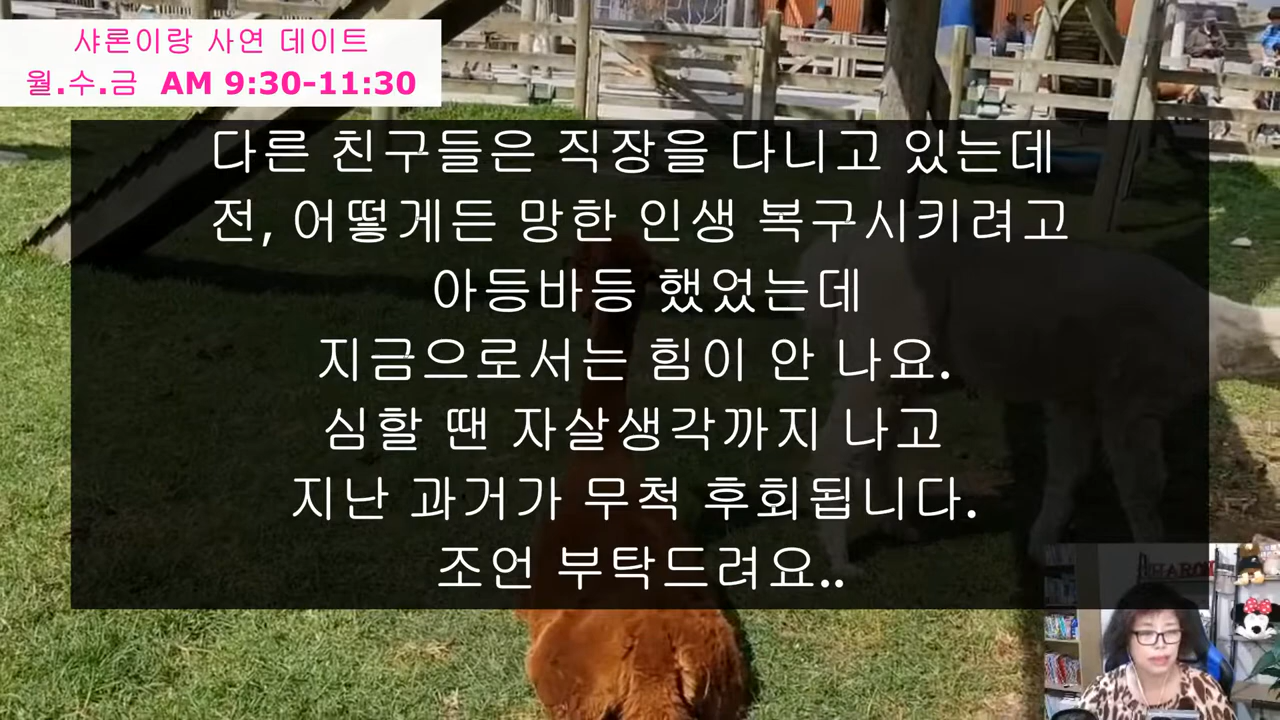 샤론이랑 사연 데이트
월.수.금 AM 9:30-11:30
다른 친구들은 직장을 다니고 있는데
전, 어떻게든 망한 인생 복구시키려고
아등바등 했었는데
지금으로서는 힘이 안 나요.
심할 땐 자살생각까지 나고
지난 과거가 무척 후회됩니다.
조언 부탁드려요..
SHARON